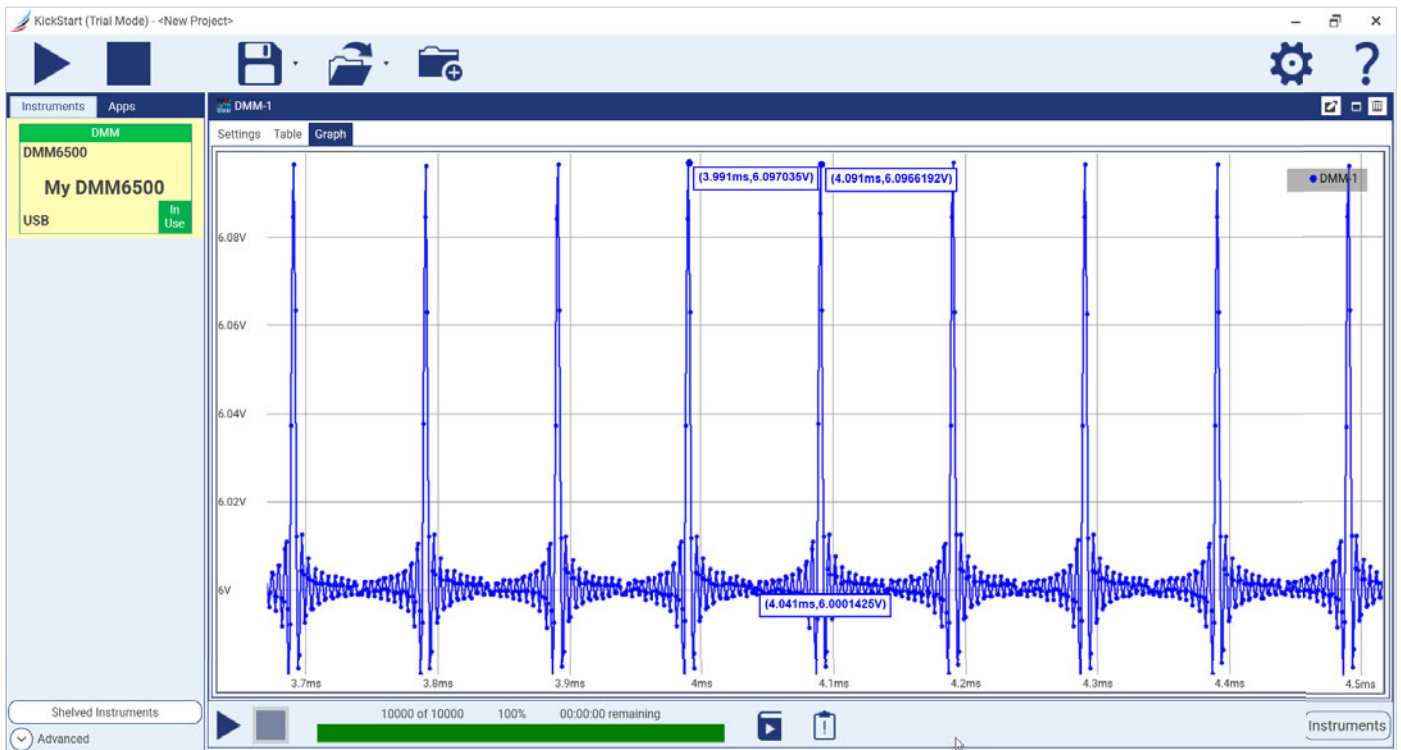 KickStart (Trial Mode) - <New Project>
Instruments Apps
DMM
DMM6500
My DMM6500
USB
In
Use
Shelved Instruments
Advanced
DMM-1
Settings Table Graph
(3.991ms,6.097035V) (4.091ms,6.0966192V)
DMM-1
6.08V
6.06V
6.04V
6.02V
6V
(4.041ms,6.0001425V)
3.7ms 3.8ms 3.9ms 4ms 4.1ms 4.2ms 4.3ms 4.4ms 4.5ms
10000 of 10000 100% 00:00:00 remaining
Instruments